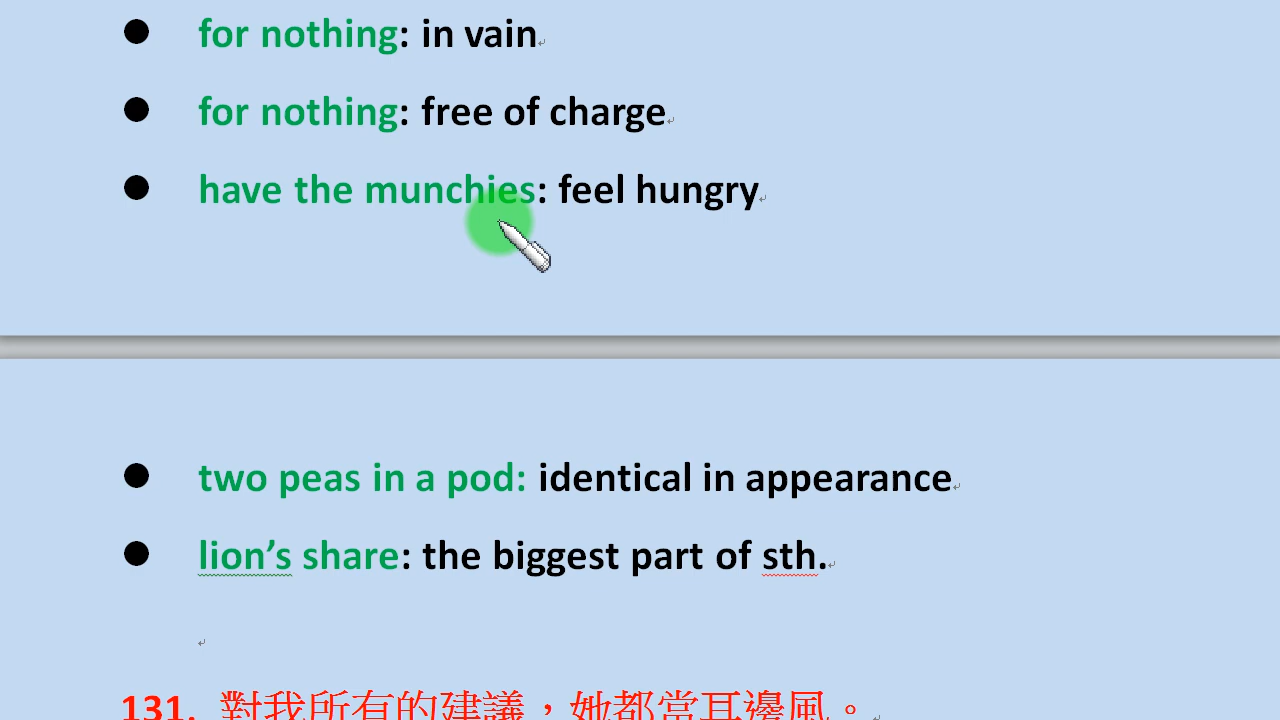 ● for nothing: in vain
● for nothing: free of charge
● have the munchies: feel hungry
● two peas in a pod: identical in appearance
● lion’s share: the biggest part of sth.
131. 對我所有的建議，她都當耳邊風。